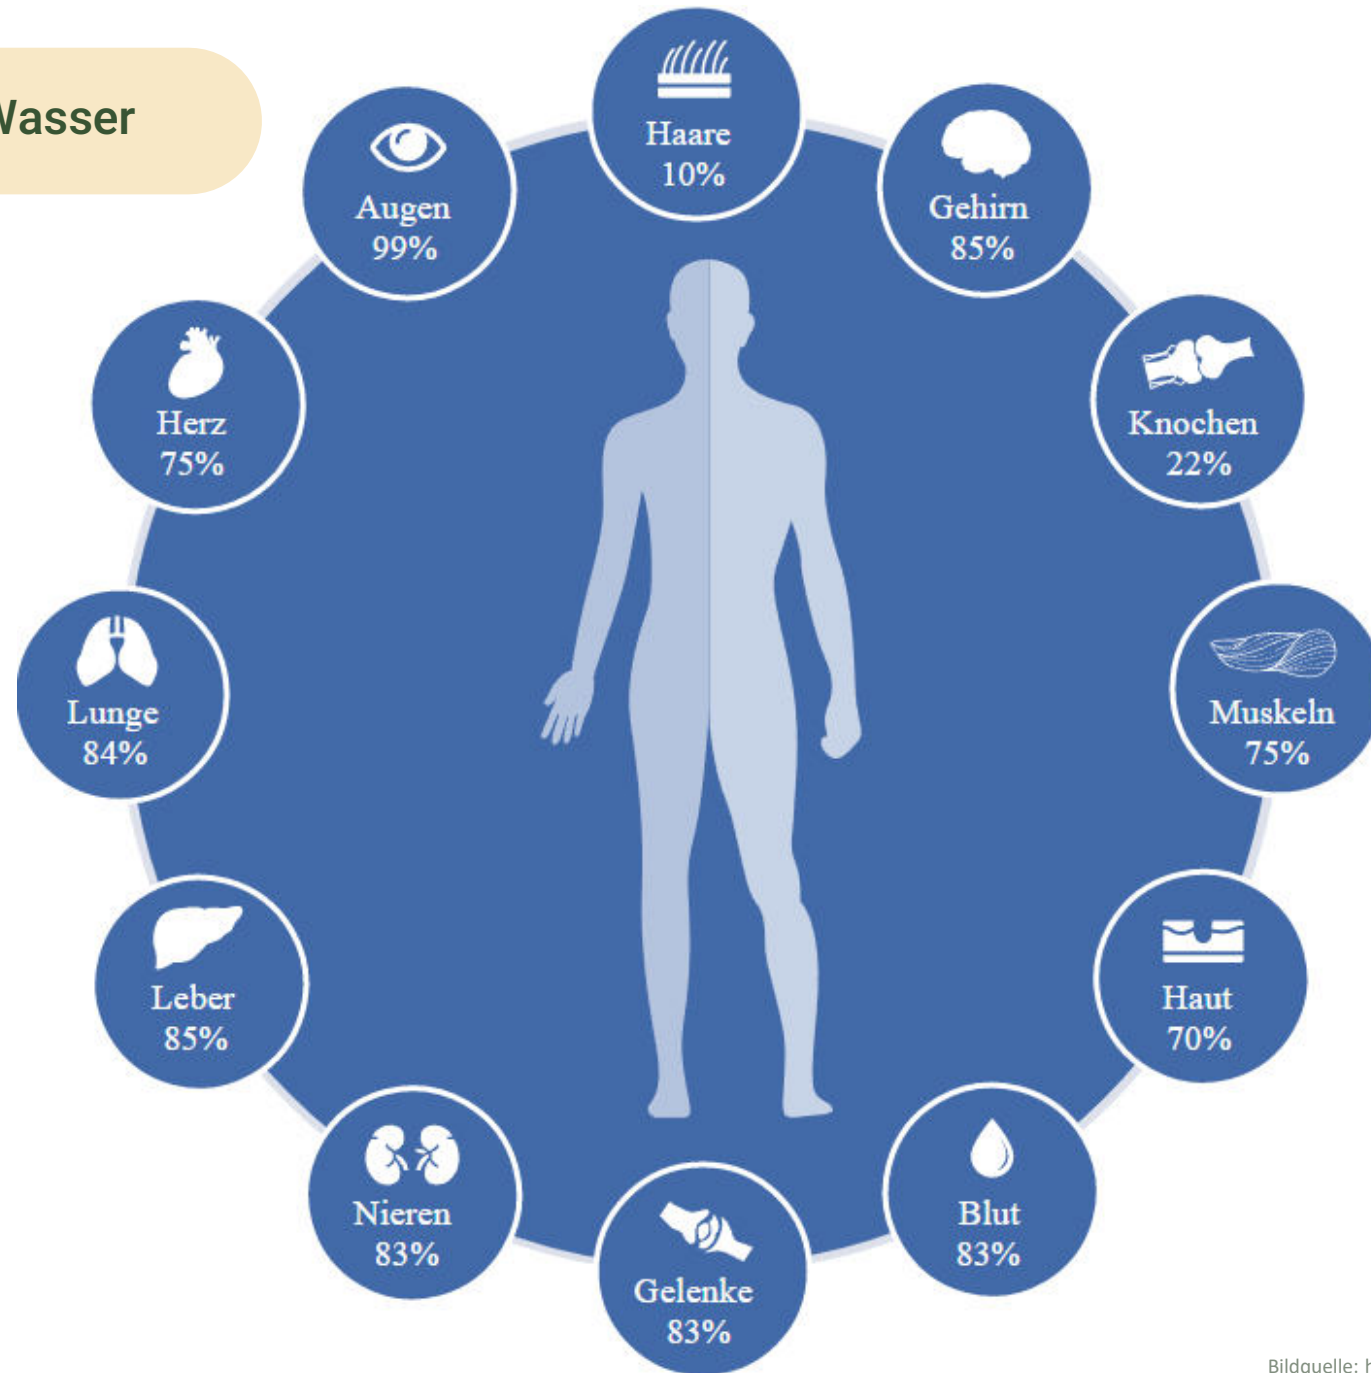 Wasser
Haare
10%
Augen
99%
Gehirn
85%
Herz
75%
Knochen
22%
Lunge
84%
Muskeln
75%
Leber
85%
Haut
70%
Nieren
83%
Blut
83%
Gelenke
83%
Bildquelle: h